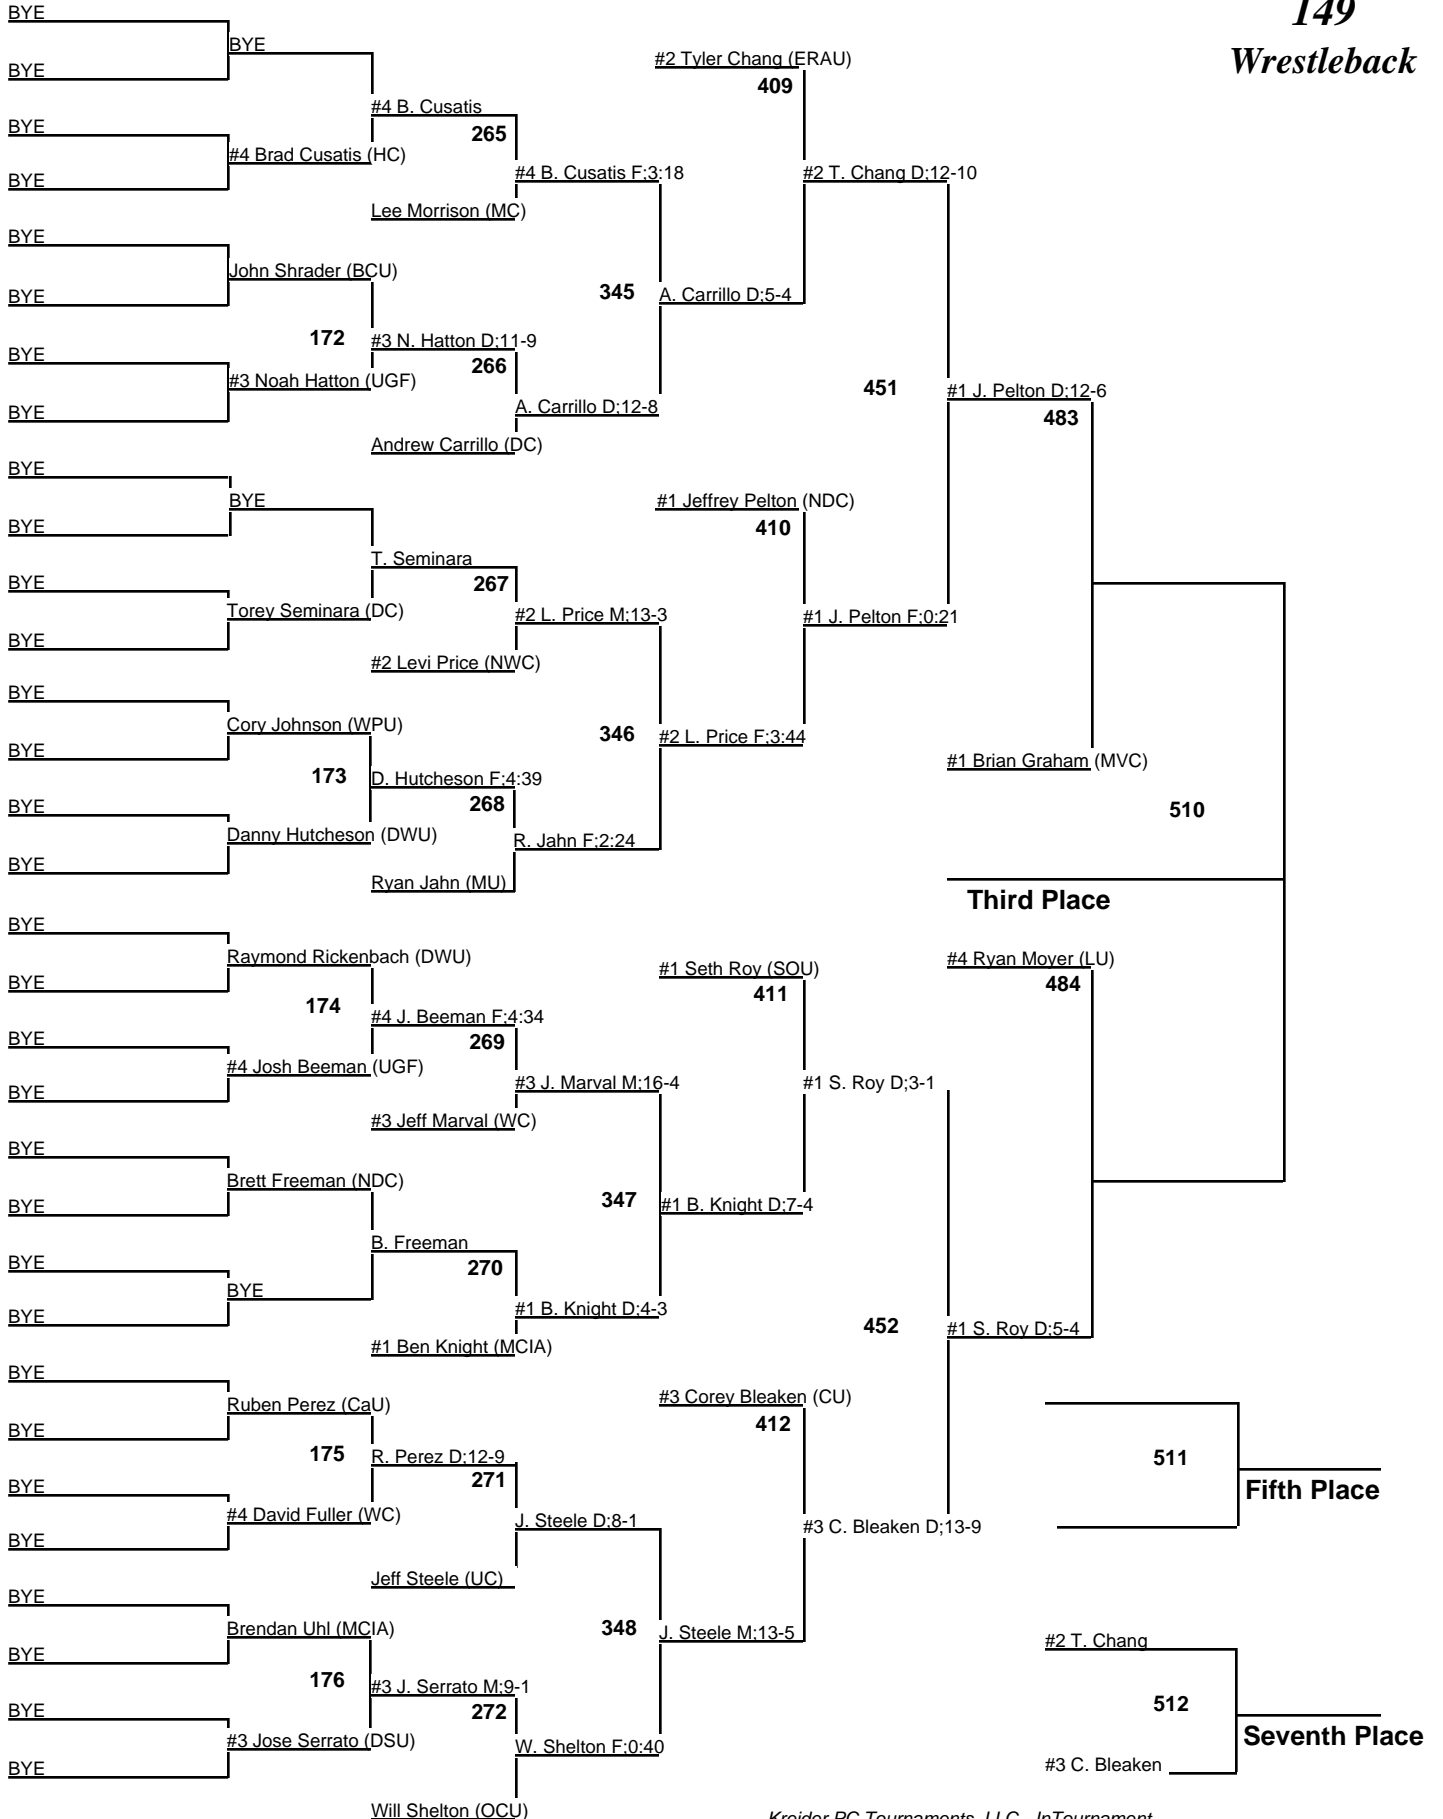 149
Wrestleback
BYE
BYE
BYE
#4 B. Cusatis
265
BYE
#4 Brad Cusatis (HC)
BYE
#4 B. Cusatis F;3:18
Lee Morrison (MC)
#2 Tyler Chang (ERAU)
409
#2 T. Chang D;12-10
BYE
John Shrader (BCU)
BYE
345
A. Carrillo D;5-4
172
#3 N. Hatton D;11-9
BYE
266
#3 Noah Hatton (UGF)
BYE
A. Carrillo D;12-8
Andrew Carrillo (DC)
451
#1 J. Pelton D;12-6
483
BYE
BYE
BYE
#1 Jeffrey Pelton (NDC)
410
T. Seminara
267
BYE
Torey Seminara (DC)
BYE
#2 L. Price M;13-3
#1 J. Pelton F;0:21
#2 Levi Price (NWC)
BYE
Cory Johnson (WPU)
BYE
346
#2 L. Price F;3:44
#1 Brian Graham (MVC)
173
D. Hutcheson F;4:39
268
BYE
Danny Hutcheson (DWU)
BYE
R. Jahn F;2:24
Ryan Jahn (MU)
510
Third Place
BYE
Raymond Rickenbach (DWU)
BYE
#1 Seth Roy (SOU)
411
#4 Ryan Moyer (LU)
484
174
#4 J. Beeman F;4:34
269
BYE
#4 Josh Beeman (UGF)
BYE
#3 J. Marval M;16-4
#1 S. Roy D;3-1
#3 Jeff Marval (WC)
BYE
Brett Freeman (NDC)
BYE
347
#1 B. Knight D;7-4
B. Freeman
270
BYE
BYE
BYE
#1 B. Knight D;4-3
#1 Ben Knight (MCIA)
452
#1 S. Roy D;5-4
BYE
Ruben Perez (CaU)
BYE
#3 Corey Bleaken (CU)
412
175
R. Perez D;12-9
271
511
Fifth Place
BYE
#4 David Fuller (WC)
BYE
J. Steele D;8-1
#3 C. Bleaken D;13-9
Jeff Steele (UC)
BYE
Brendan Uhl (MCIA)
BYE
348
J. Steele M;13-5
#2 T. Chang
176
#3 J. Serrato M;9-1
272
512
Seventh Place
BYE
#3 Jose Serrato (DSU)
BYE
W. Shelton F;0:40
#3 C. Bleaken
Will Shelton (OCU)
Kreider PC Tournaments, LLC - InTournament